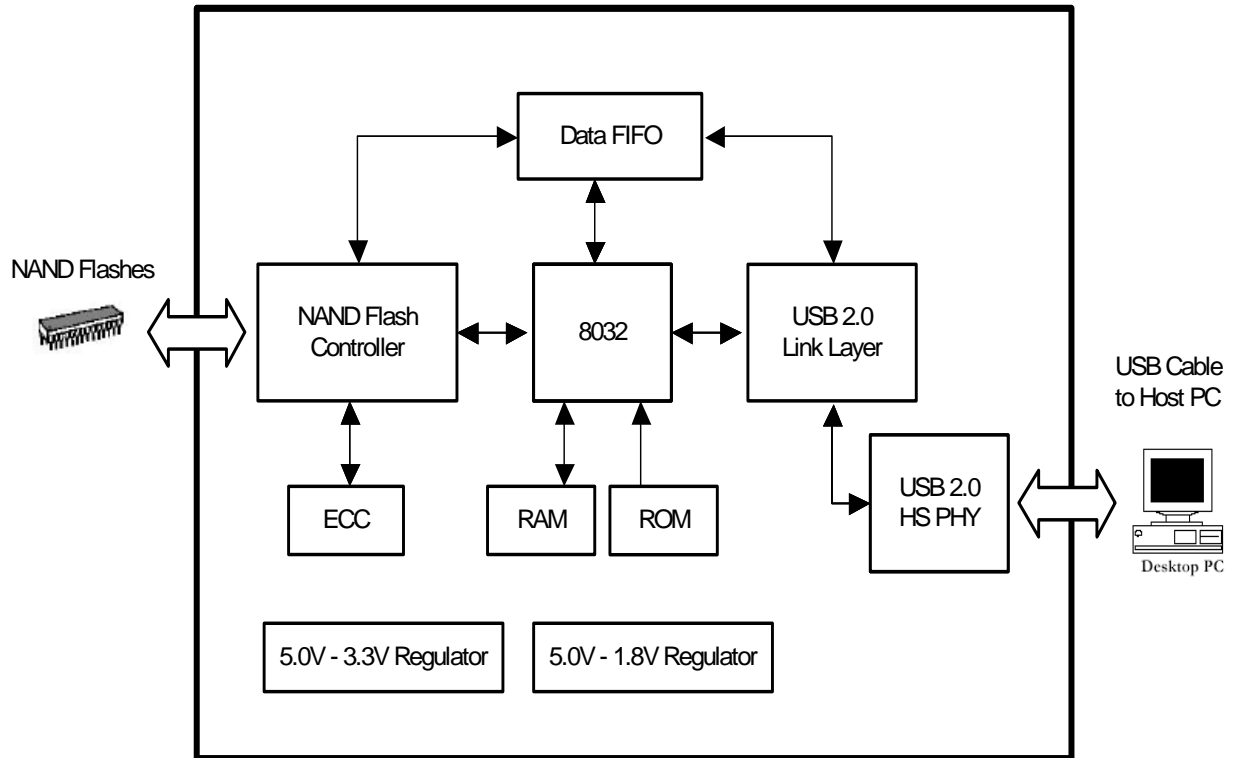 Data FIFO
NAND Flashes
NAND Flash
Controller
8032
USB 2.0
Link Layer
USB Cable
to Host PC
ECC
RAM
ROM
USB 2.0
HS PHY
Desktop PC
5.0V - 3.3V Regulator
5.0V - 1.8V Regulator